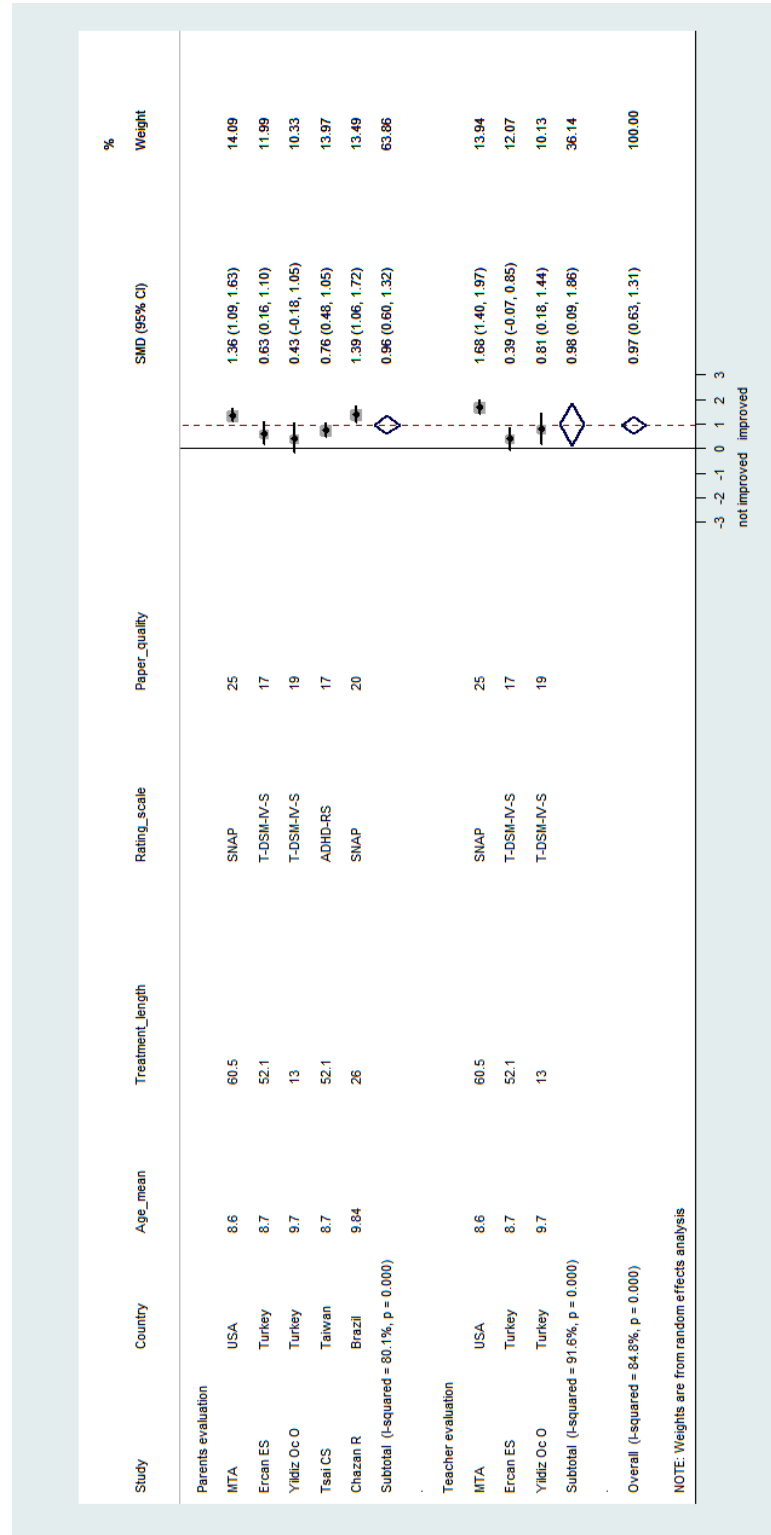 %
Study Country Age_mean Treatment_length Rating_scale Paper_quality SMD (95% CI) Weight
Parents evaluation
MTA USA 8.6 60.5 SNAP 25 1.36 (1.09, 1.63) 14.09
Ercan ES Turkey 8.7 52.1 T-DSM-IV-S 17 0.63 (0.16, 1.10) 11.99
Yildiz Oc O Turkey 9.7 13 T-DSM-IV-S 19 0.43 (-0.18, 1.05) 10.33
Tsai CS Taiwan 8.7 52.1 ADHD-RS 17 0.76 (0.48, 1.05) 13.97
Chazan R Brazil 9.84 26 SNAP 20 1.39 (1.06, 1.72) 13.49
Subtotal (I-squared = 80.1%, p = 0.000) 0.96 (0.60, 1.32) 63.86
.
Teacher evaluation
MTA USA 8.6 60.5 SNAP 25 1.68 (1.40, 1.97) 13.94
Ercan ES Turkey 8.7 52.1 T-DSM-IV-S 17 0.39 (-0.07, 0.85) 12.07
Yildiz Oc O Turkey 9.7 13 T-DSM-IV-S 19 0.81 (0.18, 1.44) 10.13
Subtotal (I-squared = 91.6%, p = 0.000) 0.98 (0.09, 1.86) 36.14
.
Overall (I-squared = 84.8%, p = 0.000) 0.97 (0.63, 1.31) 100.00
NOTE: Weights are from random effects analysis
-3 -2 -1 0 1 2 3
not improved improved